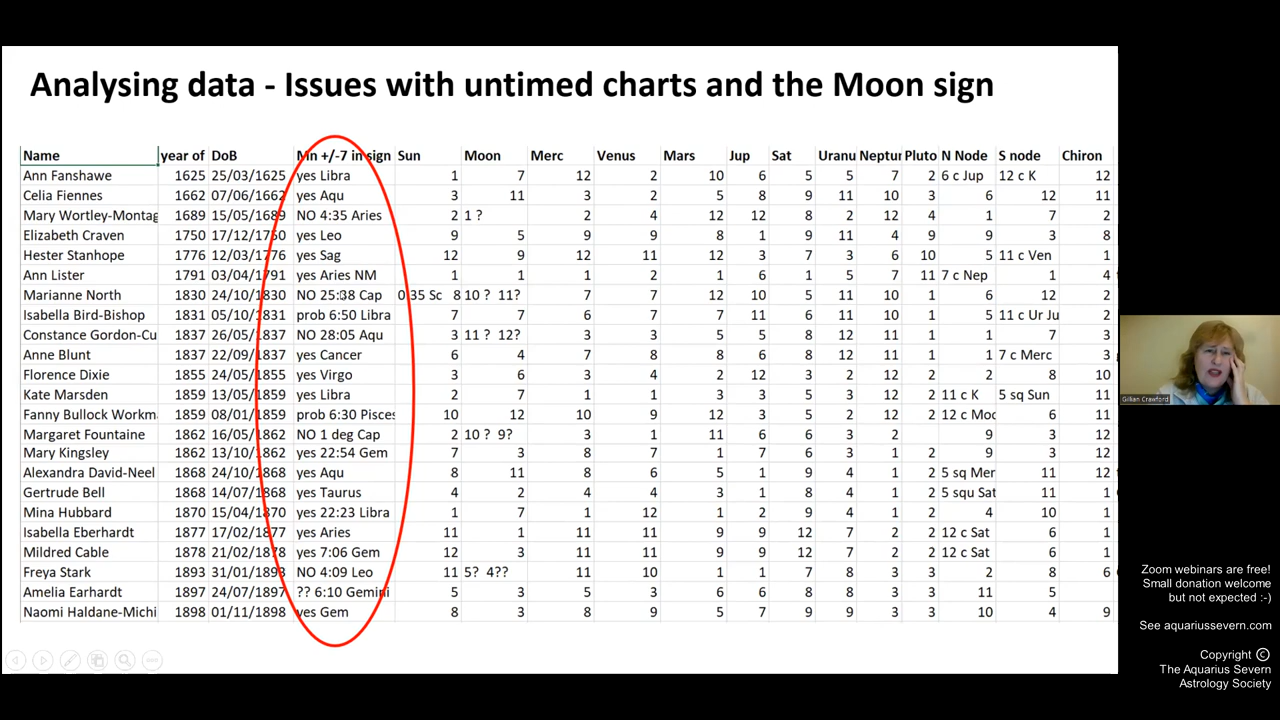 Analysing data - Issues with untimed charts and the Moon sign
Name year of DoB Mn +/-7 in sign Sun Moon Merc Venus Mars Jup Sat Uranu Neptun Pluto N Node S node Chiron
Ann Fanshawe 1625 25/03/1625 yes Libra 1 7 12 2 10 6 5 5 7 2 6 c Jup 12 c K 12
Celia Fiennes 1662 07/06/1662 yes Aqu 3 11 3 2 5 8 9 11 10 3 6 12 11
Mary Wortley-Montag 1689 15/05/1689 NO 4:35 Aries 2 1 ? 2 4 12 12 8 2 12 4 1 7 2
Elizabeth Craven 1750 17/12/1750 yes Leo 9 5 9 9 8 1 9 11 4 9 9 3 8
Hester Stanhope 1776 12/03/1776 yes Sag 12 9 12 11 12 3 7 3 6 10 5 11 c Ven 1
Ann Lister 1791 03/04/1791 yes Aries NM 1 1 1 2 1 6 1 5 7 11 7 c Nep 1 4
Marianne North 1830 24/10/1830 NO 25:38 Cap 0 35 Sc 8 10 ? 11? 7 7 12 10 5 11 10 1 6 12 2
Isabella Bird-Bishop 1831 05/10/1831 prob 6:50 Libra 7 7 6 7 7 11 6 11 10 1 5 11 c Ur Ju 2
Constance Gordon-Cu 1837 26/05/1837 NO 28:05 Aqu 3 11 ? 12? 3 3 5 5 8 12 11 1 1 7 3
Anne Blunt 1837 22/09/1837 yes Cancer 6 4 7 8 8 6 8 12 11 1 1 7 c Merc 3
Florence Dixie 1855 24/05/1855 yes Virgo 3 6 3 4 2 12 3 2 12 2 2 8 10
Kate Marsden 1859 13/05/1859 yes Libra 2 7 1 1 3 3 5 3 12 2 11 c K 5 sq Sun 11
Fanny Bullock Workm 1859 08/01/1859 prob 6:30 Pisces 10 12 10 9 12 3 5 2 12 2 12 c Moo 6 11
Margaret Fountaine 1862 16/05/1862 NO 1 deg Cap 2 10 ? 9? 3 1 11 6 6 3 2 9 3 12
Mary Kingsley 1862 13/10/1862 yes 22:54 Gem 7 3 8 7 1 7 6 3 1 2 9 3 12
Alexandra David-Neel 1868 24/10/1868 yes Aqu 8 11 8 6 5 1 9 4 1 2 5 sq Mer 11 12
Gertrude Bell 1868 14/07/1868 yes Taurus 4 2 4 4 3 1 8 4 1 2 5 squ Sat 11 1
Mina Hubbard 1870 15/04/1870 yes 22:23 Libra 1 7 1 12 1 2 9 4 1 2 4 10 1
Isabella Eberhardt 1877 17/02/1877 yes Aries 11 1 11 11 9 9 12 7 2 2 12 c Sat 6 1
Mildred Cable 1878 21/02/1878 yes 7:06 Gem 12 3 11 11 9 9 12 7 2 2 12 c Sat 6 1
Freya Stark 1893 31/01/1893 NO 4:09 Leo 11 5? 4?? 11 10 1 1 7 8 3 3 2 8 6
Amelia Earhardt 1897 24/07/1897 ?? 6:10 Gemini 5 3 5 3 6 6 8 8 3 3 11 5
Naomi Haldane-Michi 1898 01/11/1898 yes Gem 8 3 8 9 5 7 9 9 3 3 10 4 9
Gillian Crawford
Zoom webinars are free!
Small donation welcome
but not expected :-)
See aquariussevern.com
Copyright ©
The Aquarius Severn
Astrology Society